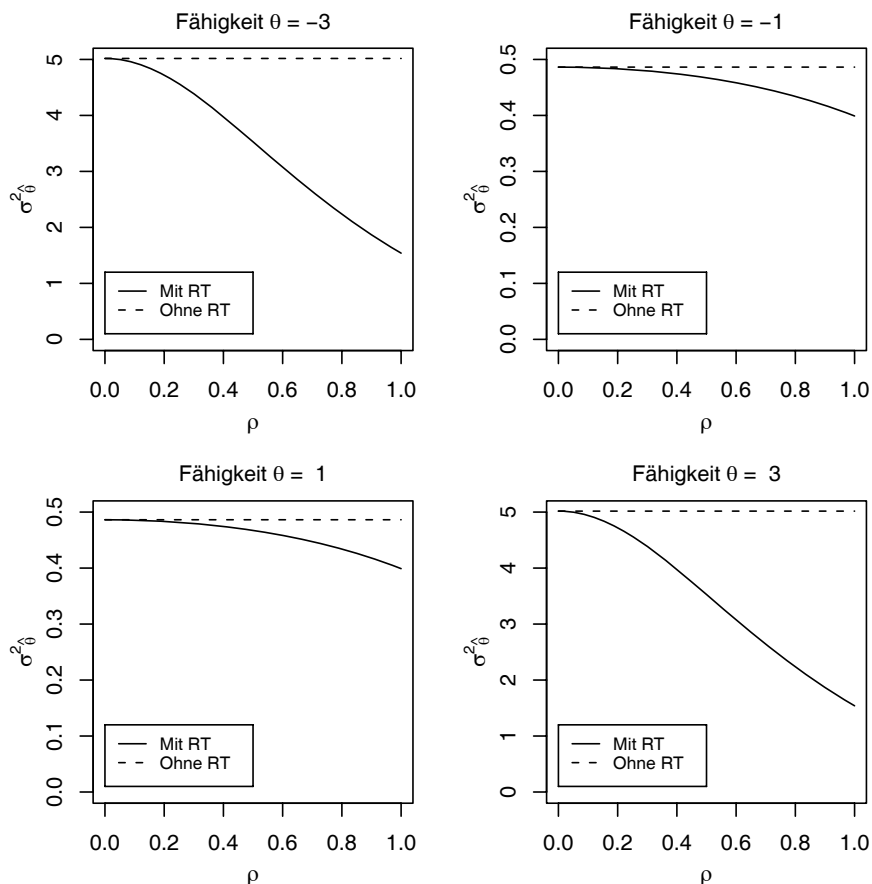 Fähigkeit θ = −3
σ²θ̂
5
4
3
2
1
0
Mit RT
Ohne RT
0.0 0.2 0.4 0.6 0.8 1.0
ρ
Fähigkeit θ = −1
σ²θ̂
0.5
0.4
0.3
0.2
0.1
0.0
Mit RT
Ohne RT
0.0 0.2 0.4 0.6 0.8 1.0
ρ
Fähigkeit θ = 1
σ²θ̂
0.5
0.4
0.3
0.2
0.1
0.0
Mit RT
Ohne RT
0.0 0.2 0.4 0.6 0.8 1.0
ρ
Fähigkeit θ = 3
σ²θ̂
5
4
3
2
1
0
Mit RT
Ohne RT
0.0 0.2 0.4 0.6 0.8 1.0
ρ